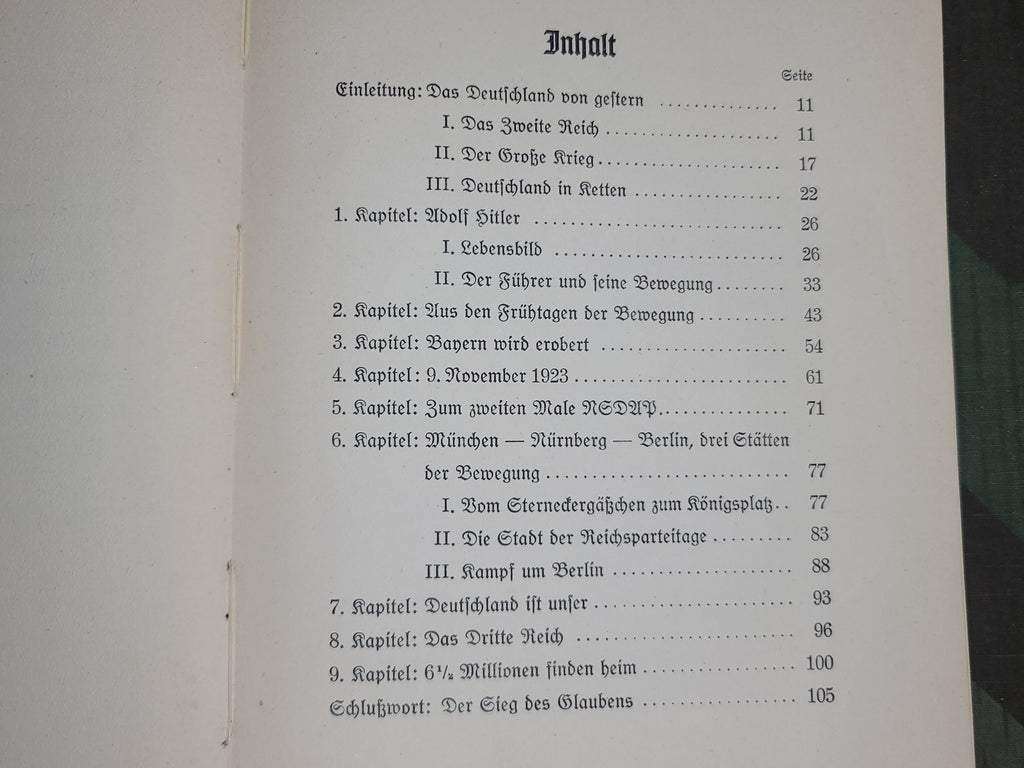 Inhalt
Seite
Einleitung: Das Deutschland von gestern .............. 11
I. Das Zweite Reich .................... 11
II. Der Große Krieg .................... 17
III. Deutschland in Ketten ................ 22
1. Kapitel: Adolf Hitler ........................... 26
I. Lebensbild ......................... 26
II. Der Führer und seine Bewegung ........ 33
2. Kapitel: Aus den Frühtagen der Bewegung .......... 43
3. Kapitel: Bayern wird erobert .................... 54
4. Kapitel: 9. November 1923 ....................... 61
5. Kapitel: Zum zweiten Male NSDAP. .............. 71
6. Kapitel: München — Nürnberg — Berlin, drei Stätten
der Bewegung .......................... 77
I. Vom Sterneckergäßchen zum Königsplatz .. 77
II. Die Stadt der Reichsparteitage ......... 83
III. Kampf um Berlin .................... 88
7. Kapitel: Deutschland ist unser ..................... 93
8. Kapitel: Das Dritte Reich ....................... 96
9. Kapitel: 6½ Millionen finden heim ................ 100
Schlußwort: Der Sieg des Glaubens ................. 105